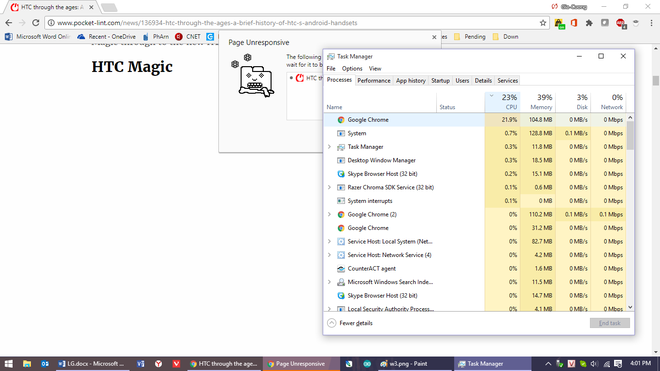 HTC through the ages: A
www.pocket-lint.com/news/136934-htc-through-the-ages-a-brief-history-of-htc-s-android-handsets
Microsoft Word Onl
Recent - OneDrive
PhAm
CNET
Pending
Down
HTC Magic
Page Unresponsive
The following
wait for it to b
HTC th
Task Manager
File Options View
Processes Performance App history Startup Users Details Services
23% 39% 3% 0%
Name Status CPU Memory Disk Network
Google Chrome 21.9% 104.8 MB 0 MB/s 0 Mbps
System 0.7% 128.8 MB 0.1 MB/s 0 Mbps
Task Manager 0.3% 11.8 MB 0 MB/s 0 Mbps
Desktop Window Manager 0.3% 18.5 MB 0 MB/s 0 Mbps
Skype Browser Host (32 bit) 0.2% 15.1 MB 0 MB/s 0 Mbps
Razer Chroma SDK Service (32 bit) 0.1% 0.6 MB 0 MB/s 0 Mbps
System interrupts 0.1% 0 MB 0 MB/s 0 Mbps
Google Chrome (2) 0% 110.2 MB 0.1 MB/s 0.1 Mbps
Google Chrome 0% 31.2 MB 0 MB/s 0 Mbps
Service Host: Local System (Net... 0% 82.7 MB 0 MB/s 0 Mbps
Service Host: Network Service (4) 0% 4.2 MB 0 MB/s 0 Mbps
CounterACT agent 0% 1.6 MB 0 MB/s 0 Mbps
Microsoft Windows Search Inde... 0% 11.5 MB 0 MB/s 0 Mbps
Skype Browser Host (32 bit) 0% 14.7 MB 0 MB/s 0 Mbps
Local Security Authority Process... 0% 4.1 MB 0 MB/s 0 Mbps
Fewer details
End task
LG.docx - Word
HTC through the age...
Page Unresponsive
w3.png - Paint
Task Manager
4:01 PM